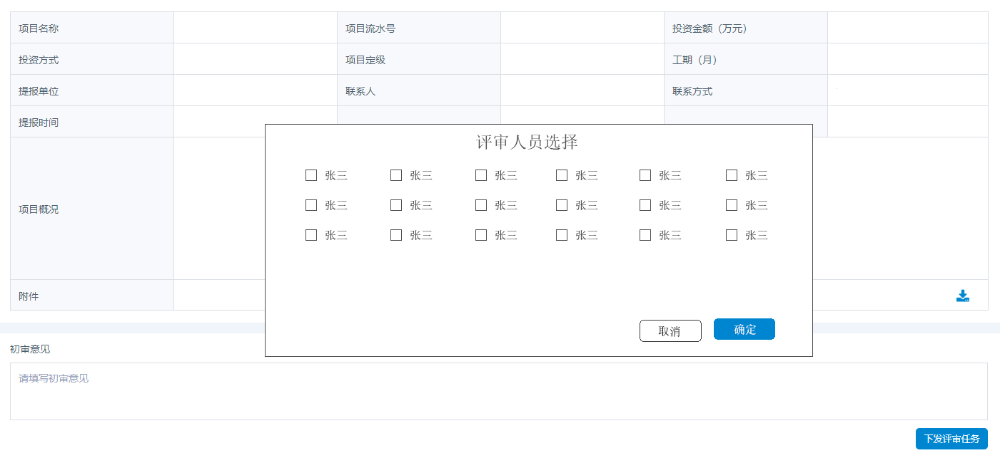 项目名称 项目流水号 投资金额（万元）
投资方式 项目定级 工期（月）
提报单位 联系人 联系方式
提报时间
评审人员选择
张三 张三 张三 张三 张三 张三
张三 张三 张三 张三 张三 张三
项目概况
张三 张三 张三 张三 张三 张三
附件
取消 确定
初审意见
请填写初审意见
下发评审任务